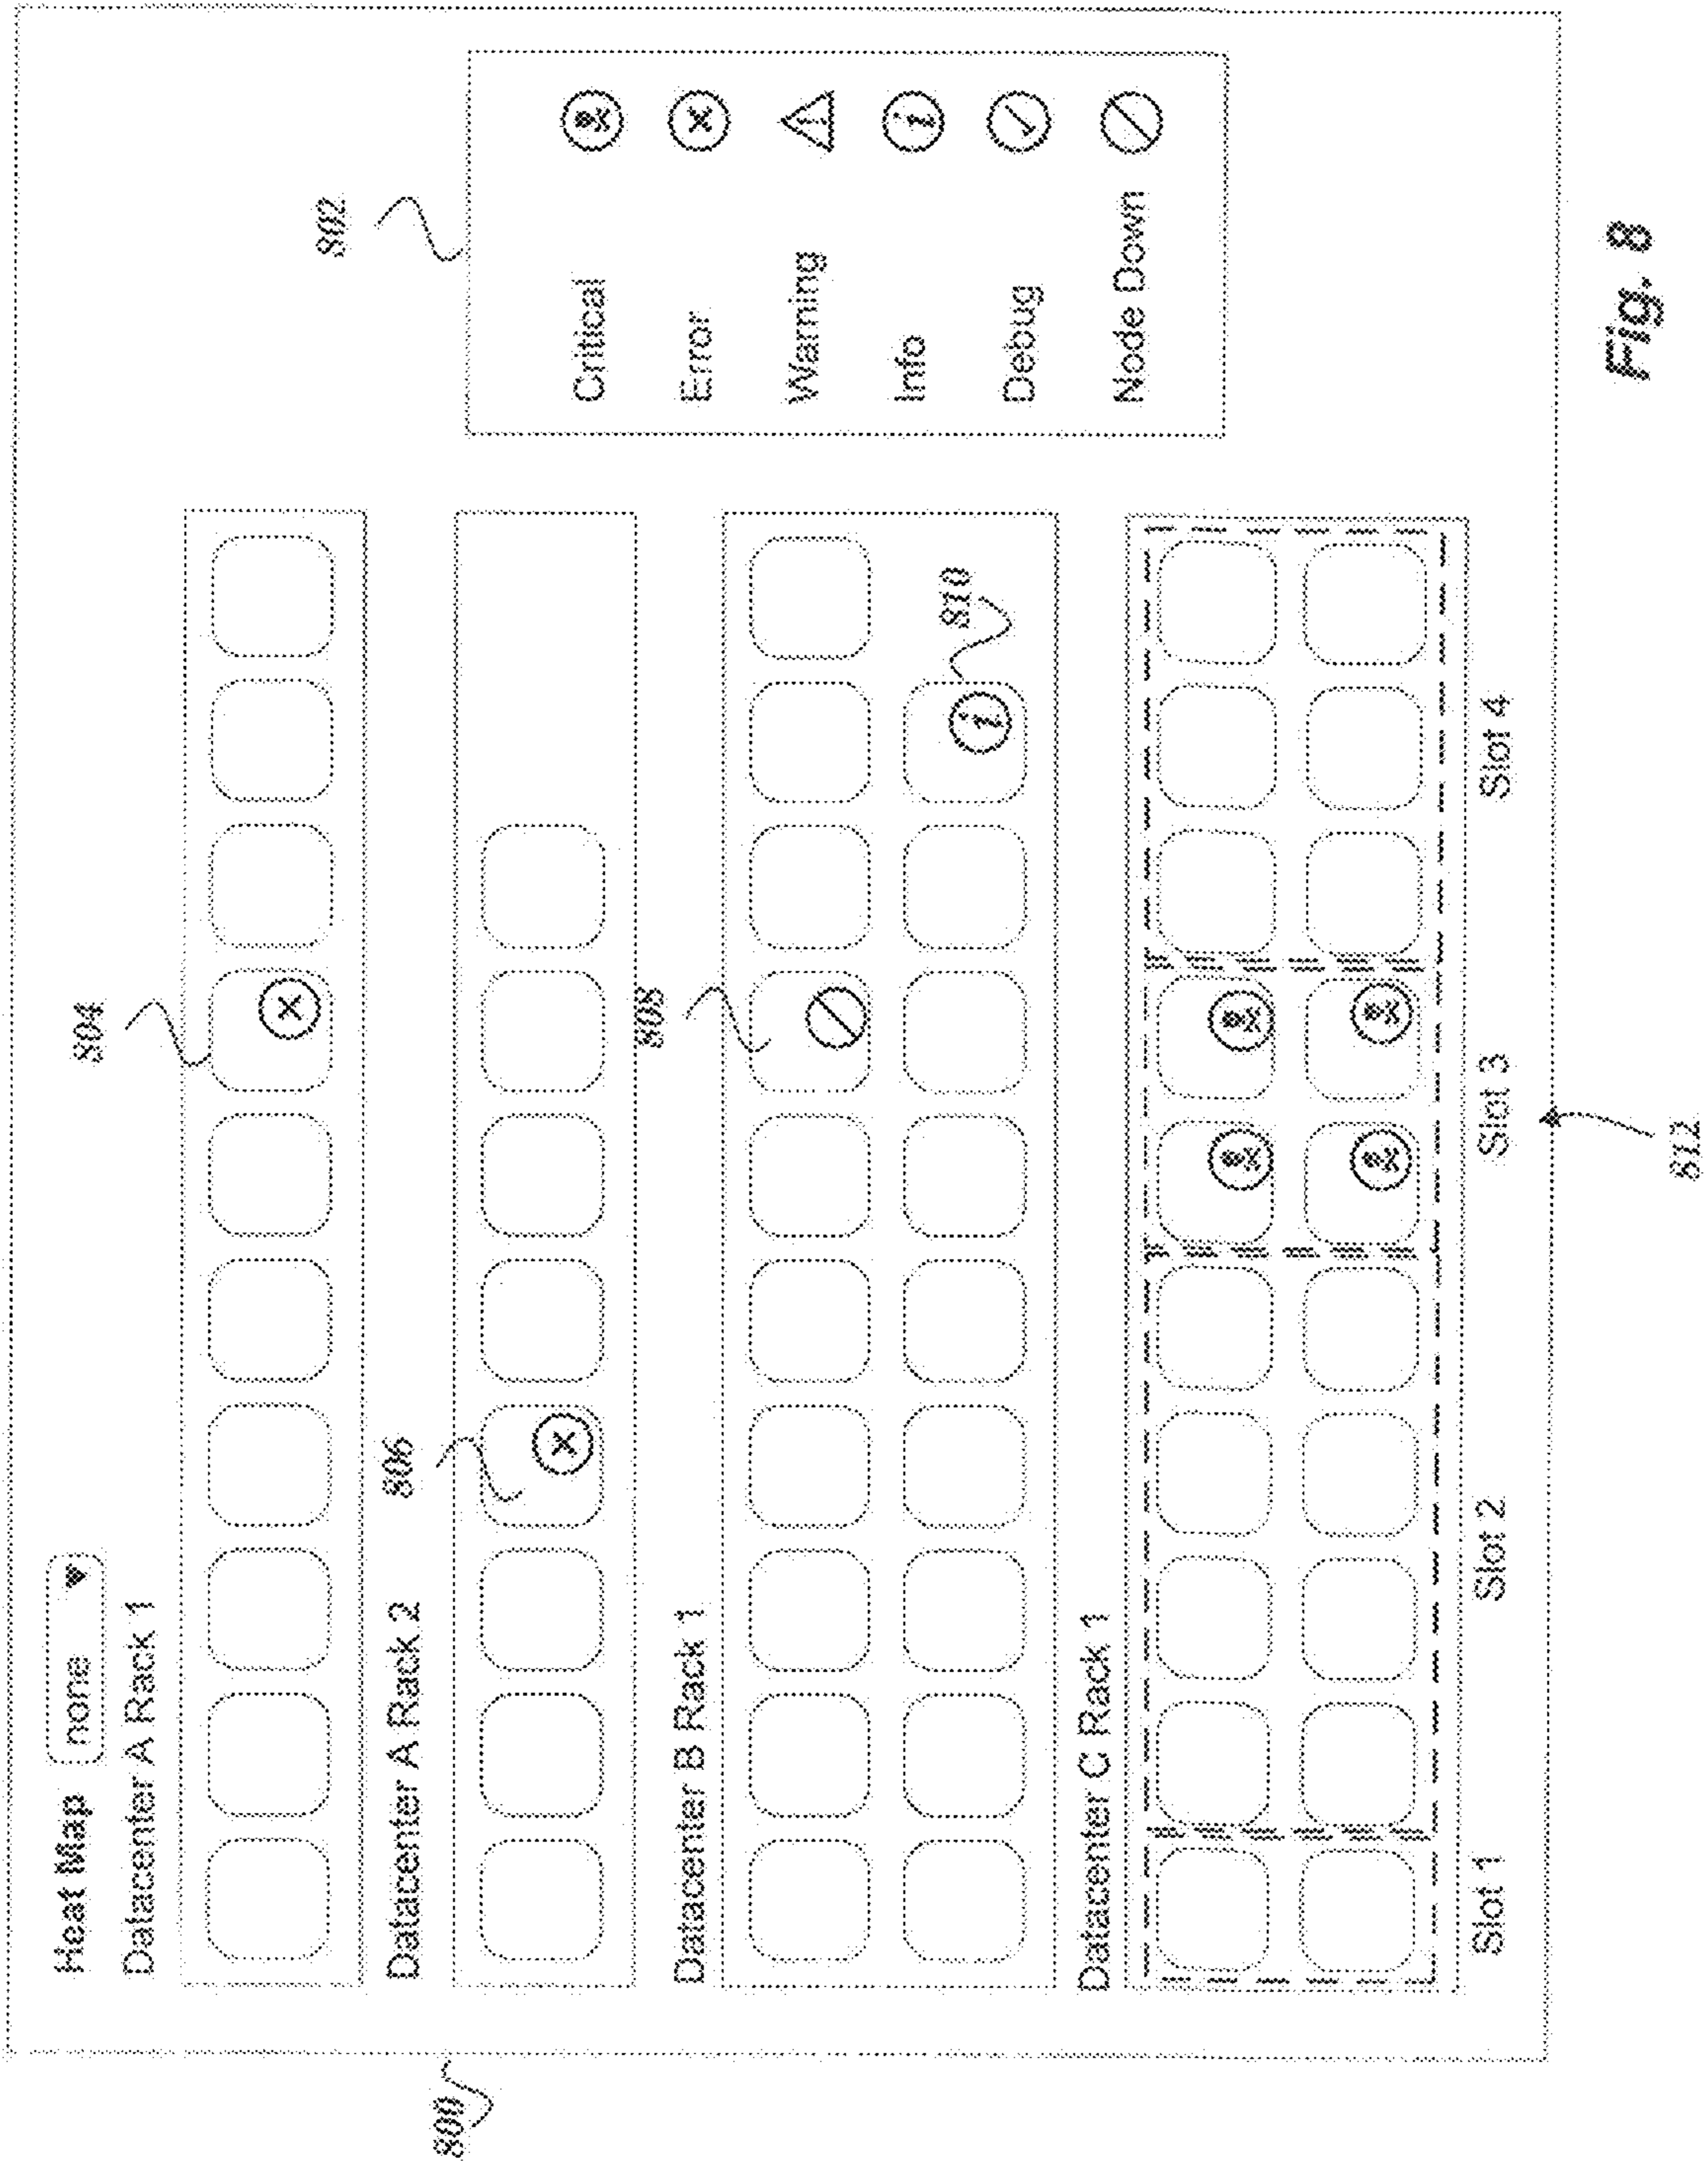 800
Heat Map none
Datacenter A Rack 1
804
Datacenter A Rack 2
806
Datacenter B Rack 1
808
810
Datacenter C Rack 1
Slot 1 Slot 2 Slot 3 Slot 4
812
802
Critical
Error
Warning
Info
Debug
Node Down
Fig. 8